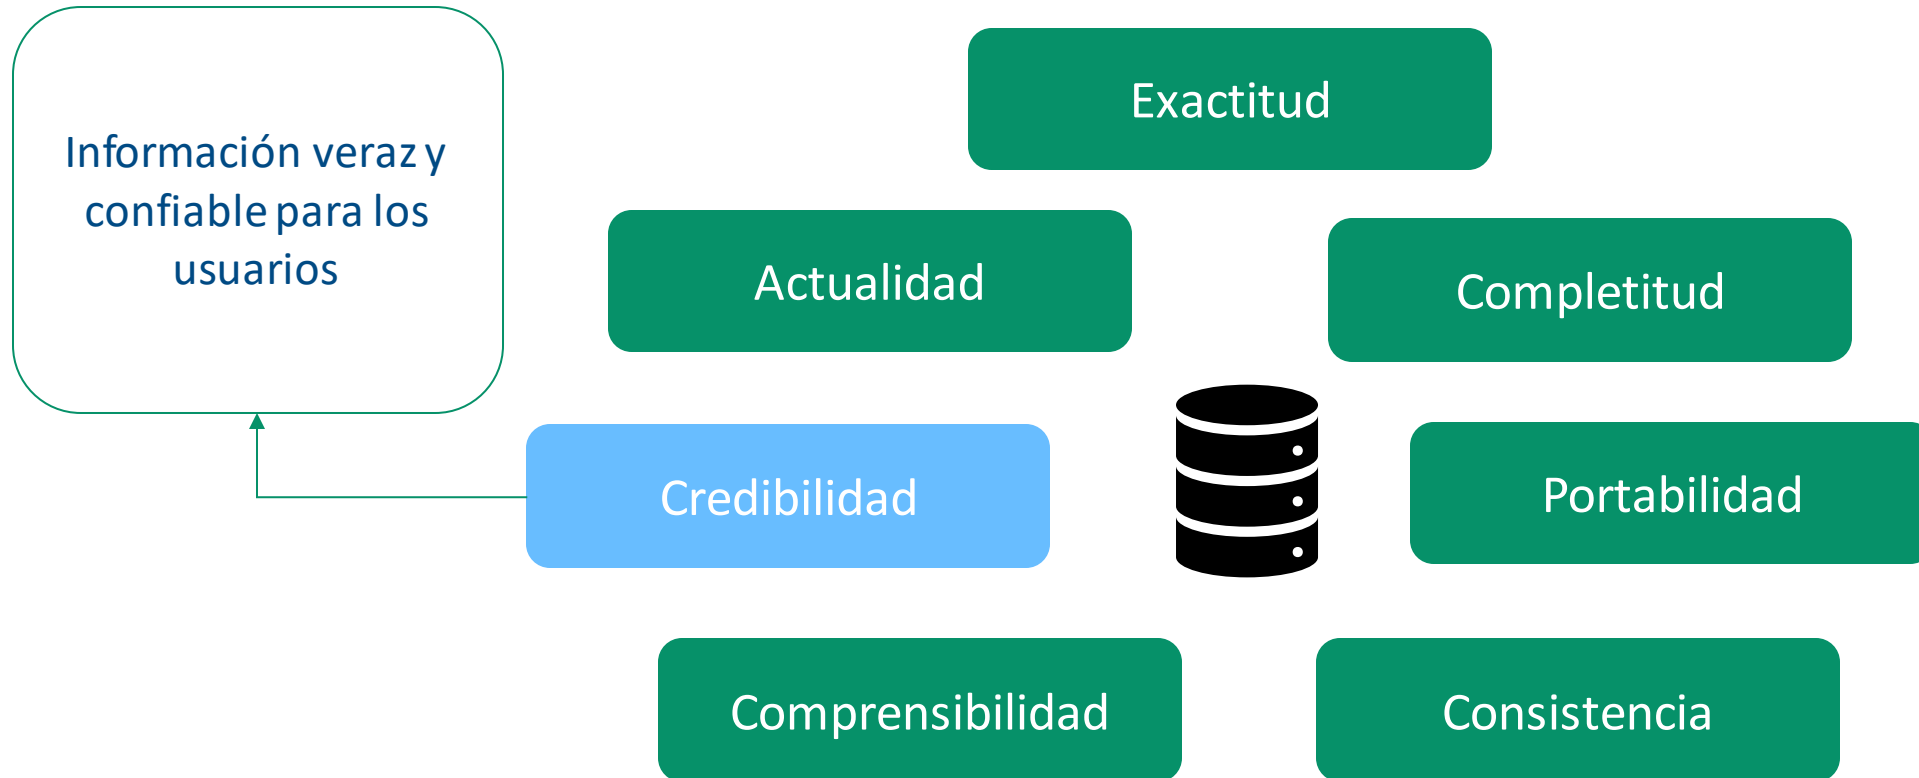 Información veraz y
confiable para los
usuarios
Exactitud
Actualidad
Completitud
Credibilidad
Portabilidad
Comprensibilidad
Consistencia